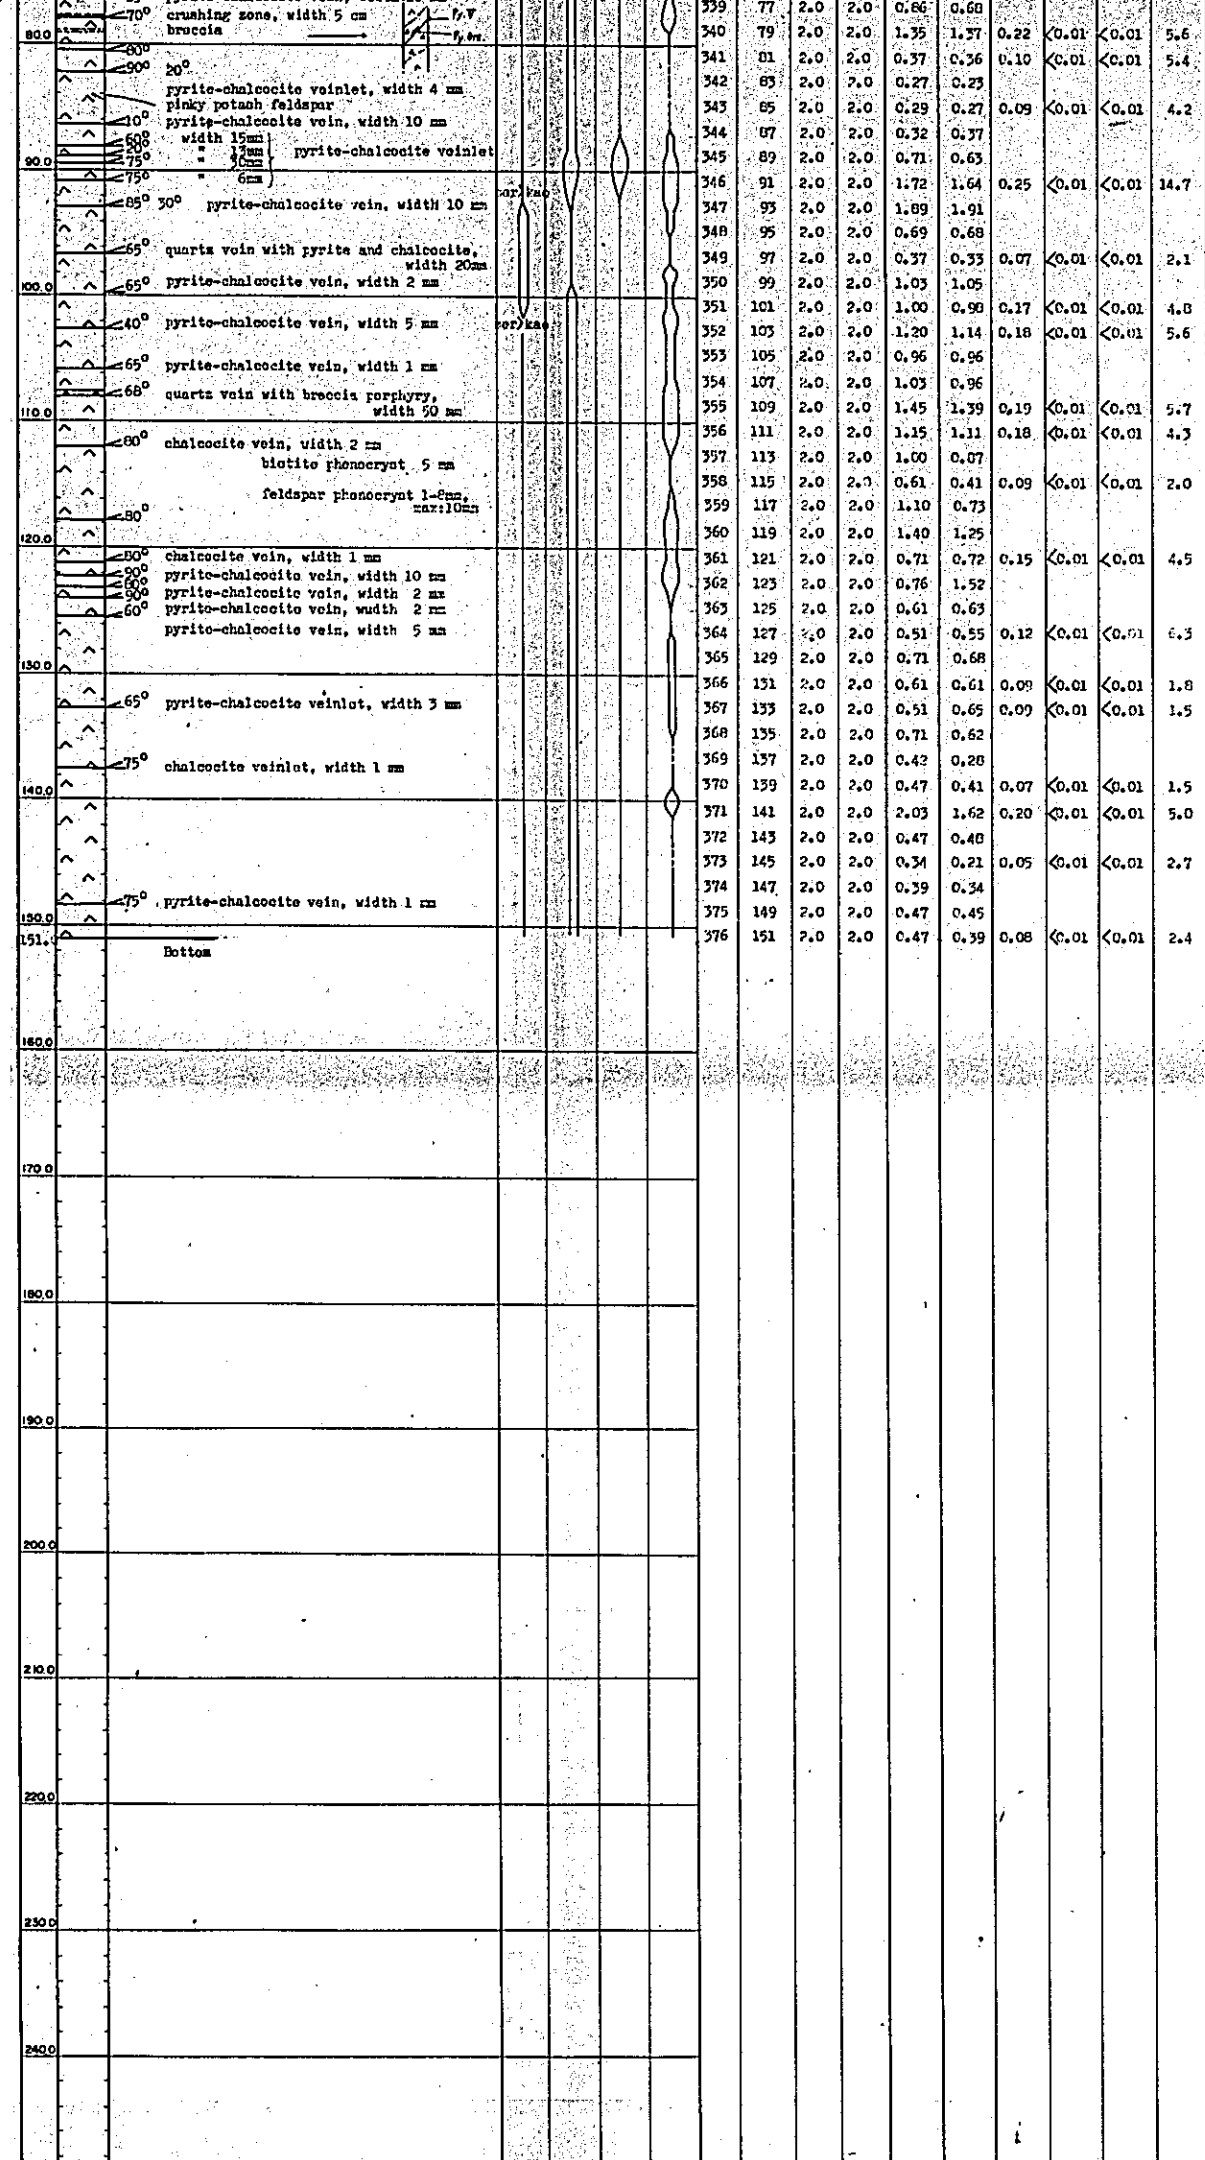 339 77 2.0 2.0 0.86 0.68
70° crushing zone, width 5 cm Py.V
breccia
80.0 340 79 2.0 2.0 1.35 1.37 0.22 <0.01 <0.01 5.6
80°
341 81 2.0 2.0 0.37 0.36 0.10 <0.01 <0.01 5.4
90° 20°
342 83 2.0 2.0 0.27 0.23
pyrite-chalcocite veinlet, width 4 mm
pinky potash feldspar
343 85 2.0 2.0 0.29 0.27 0.09 <0.01 <0.01 4.2
10° pyrite-chalcocite vein, width 10 mm
344 87 2.0 2.0 0.32 0.37
60° width 15mm
pyrite-chalcocite veinlet
345 89 2.0 2.0 0.71 0.63
90.0 75° "
75° " 6mm
346 91 2.0 2.0 1.72 1.64 0.25 <0.01 <0.01 14.7
85° 30° pyrite-chalcocite vein, width 10 mm
347 93 2.0 2.0 1.89 1.91
348 95 2.0 2.0 0.69 0.68
65° quartz vein with pyrite and chalcocite,
width 20mm
349 97 2.0 2.0 0.37 0.33 0.07 <0.01 <0.01 2.1
65° pyrite-chalcocite vein, width 2 mm
350 99 2.0 2.0 1.03 1.05
100.0
351 101 2.0 2.0 1.00 0.98 0.17 <0.01 <0.01 4.8
40° pyrite-chalcocite vein, width 5 mm
352 103 2.0 2.0 1.20 1.14 0.18 <0.01 <0.01 5.6
353 105 2.0 2.0 0.96 0.96
65° pyrite-chalcocite vein, width 1 mm
354 107 2.0 2.0 1.03 0.96
68° quartz vein with breccia porphyry,
width 50 mm
110.0 355 109 2.0 2.0 1.45 1.39 0.19 <0.01 <0.01 5.7
356 111 2.0 2.0 1.15 1.11 0.18 <0.01 <0.01 4.3
80° chalcocite vein, width 2 mm
357 113 2.0 2.0 1.00 0.87
biotite phenocryst 5 mm
358 115 2.0 2.0 0.61 0.41 0.09 <0.01 <0.01 2.0
feldspar phenocryst 1-8mm,
max:10mm
359 117 2.0 2.0 1.10 0.73
80°
360 119 2.0 2.0 1.40 1.25
120.0
80° chalcocite vein, width 1 mm
361 121 2.0 2.0 0.71 0.72 0.15 <0.01 <0.01 4.5
90° pyrite-chalcocite vein, width 10 mm
362 123 2.0 2.0 0.76 1.52
90° pyrite-chalcocite vein, width 2 mm
60° pyrite-chalcocite vein, wudth 2 mm
363 125 2.0 2.0 0.61 0.63
pyrite-chalcocite vein, width 5 mm
364 127 2.0 2.0 0.51 0.55 0.12 <0.01 <0.01 6.3
365 129 2.0 2.0 0.71 0.68
130.0
366 131 2.0 2.0 0.61 0.61 0.09 <0.01 <0.01 1.8
65° pyrite-chalcocite veinlet, width 3 mm
367 133 2.0 2.0 0.51 0.65 0.09 <0.01 <0.01 1.5
368 135 2.0 2.0 0.71 0.62
75° chalcocite veinlet, width 1 mm
369 137 2.0 2.0 0.42 0.28
370 139 2.0 2.0 0.47 0.41 0.07 <0.01 <0.01 1.5
140.0
371 141 2.0 2.0 2.03 1.62 0.20 <0.01 <0.01 5.0
372 143 2.0 2.0 0.47 0.48
373 145 2.0 2.0 0.34 0.21 0.05 <0.01 <0.01 2.7
374 147 2.0 2.0 0.39 0.34
75° pyrite-chalcocite vein, width 1 mm
375 149 2.0 2.0 0.47 0.45
150.0
376 151 2.0 2.0 0.47 0.39 0.08 <0.01 <0.01 2.4
Bottom
160.0
170.0
180.0
190.0
200.0
210.0
220.0
230.0
240.0